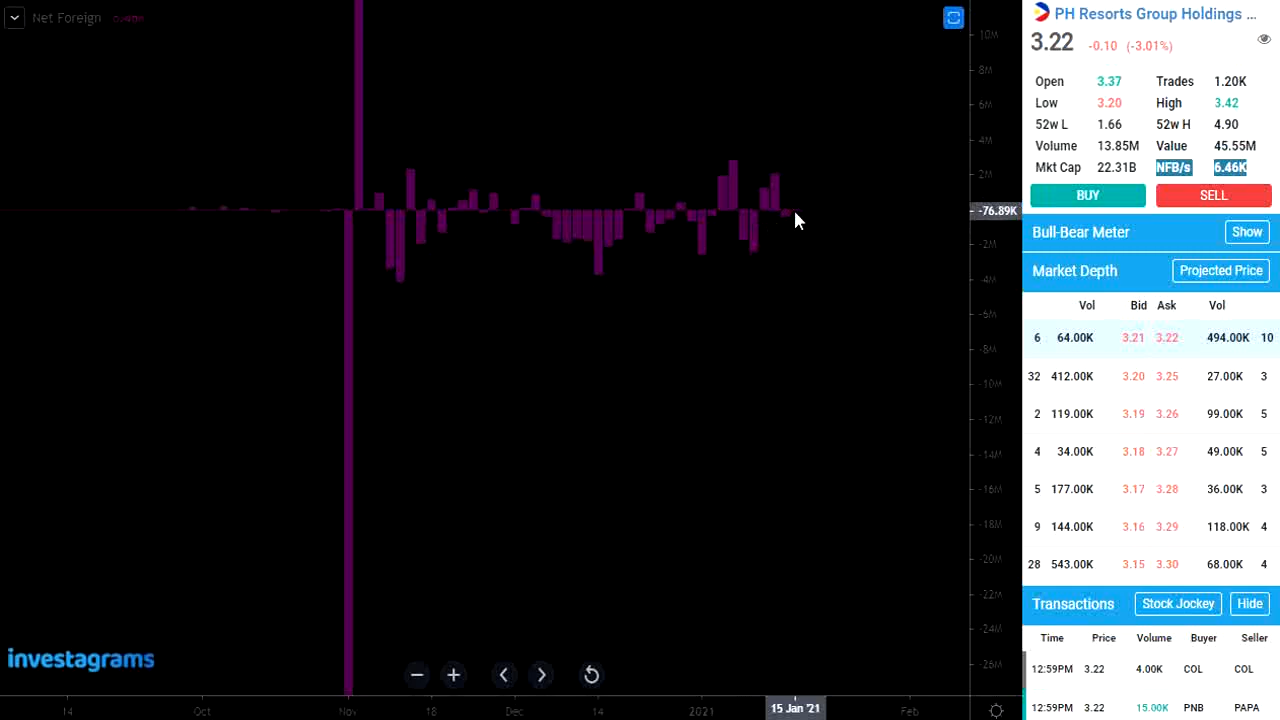 Net Foreign
10M
8M
6M
4M
2M
-76.89K
-2M
-4M
-6M
-8M
-10M
-12M
-14M
-16M
-18M
-20M
-22M
-24M
-26M
investagrams
14
Oct
Nov
18
Dec
14
2021
15 Jan '21
Feb
PH Resorts Group Holdings ...
3.22 -0.10 (-3.01%)
Open 3.37 Trades 1.20K
Low 3.20 High 3.42
52w L 1.66 52w H 4.90
Volume 13.85M Value 45.55M
Mkt Cap 22.31B NFB/s 6.46K
BUY SELL
Bull-Bear Meter Show
Market Depth Projected Price
Vol Bid Ask Vol
6 64.00K 3.21 3.22 494.00K 10
32 412.00K 3.20 3.25 27.00K 3
2 119.00K 3.19 3.26 99.00K 5
4 34.00K 3.18 3.27 49.00K 5
5 177.00K 3.17 3.28 36.00K 3
9 144.00K 3.16 3.29 118.00K 4
28 543.00K 3.15 3.30 68.00K 4
Transactions Stock Jockey Hide
Time Price Volume Buyer Seller
12:59PM 3.22 4.00K COL COL
12:59PM 3.22 15.00K PNB PAPA